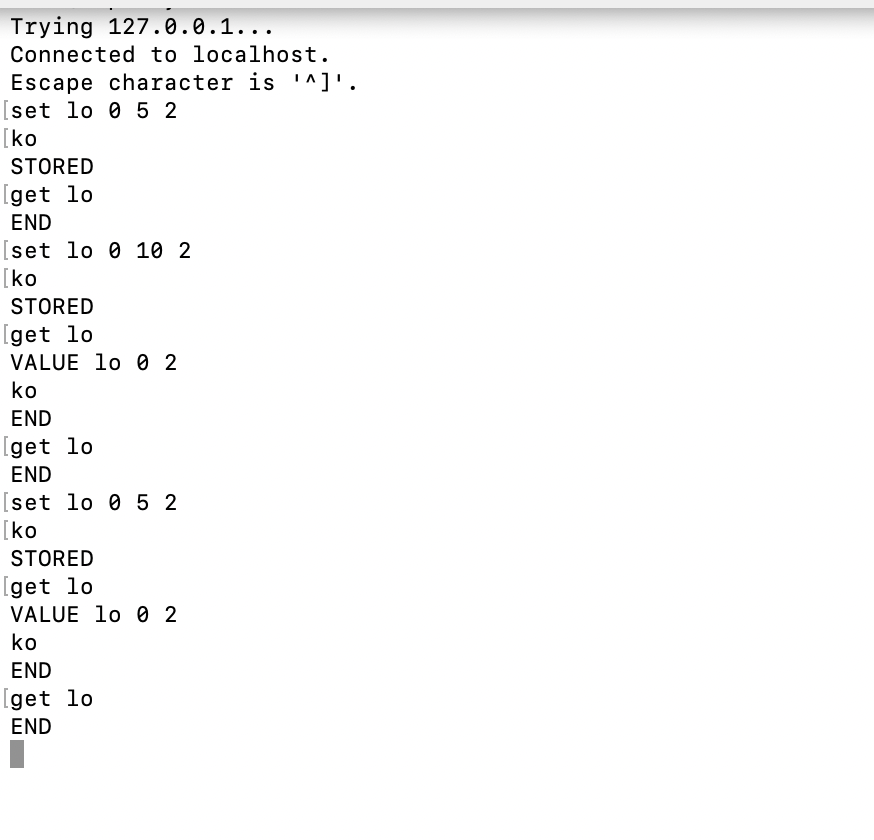 Trying 127.0.0.1...
Connected to localhost.
Escape character is '^]'.
[set lo 0 5 2
[ko
STORED
[get lo
END
[set lo 0 10 2
[ko
STORED
[get lo
VALUE lo 0 2
ko
END
[get lo
END
[set lo 0 5 2
[ko
STORED
[get lo
VALUE lo 0 2
ko
END
[get lo
END